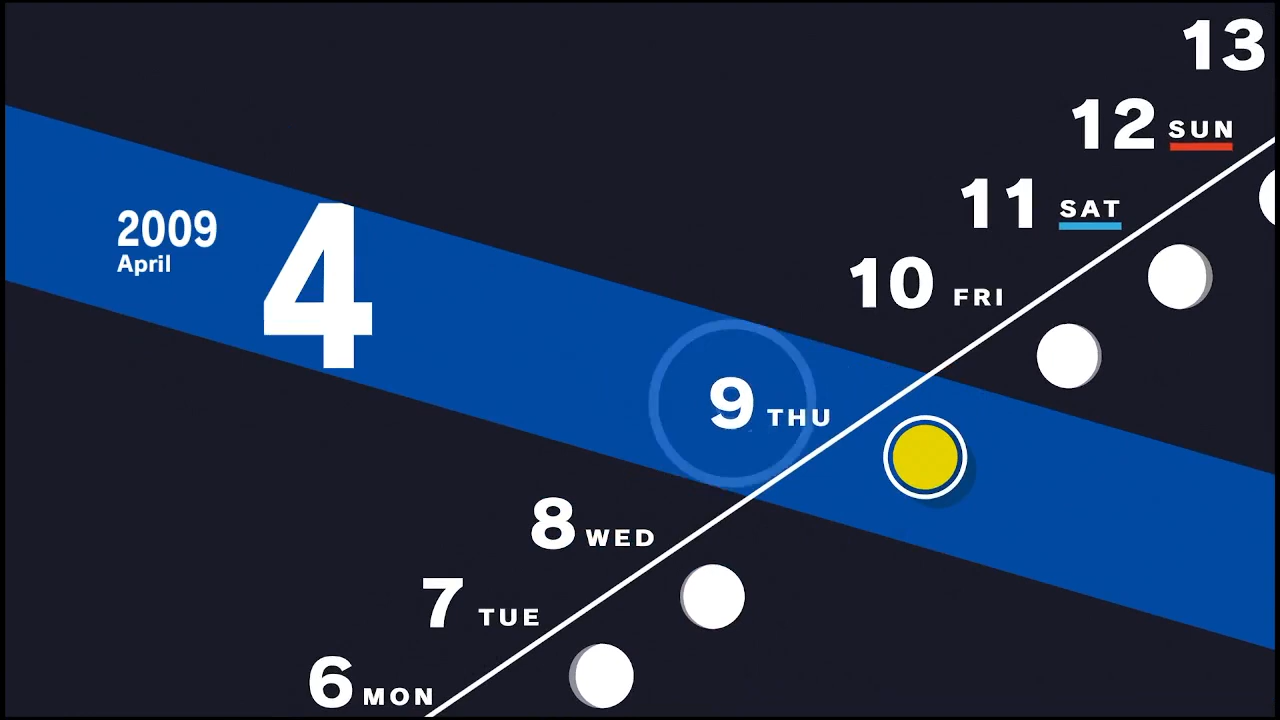 13
12 SUN
11 SAT
10 FRI
2009
April
4
9 THU
8 WED
7 TUE
6 MON